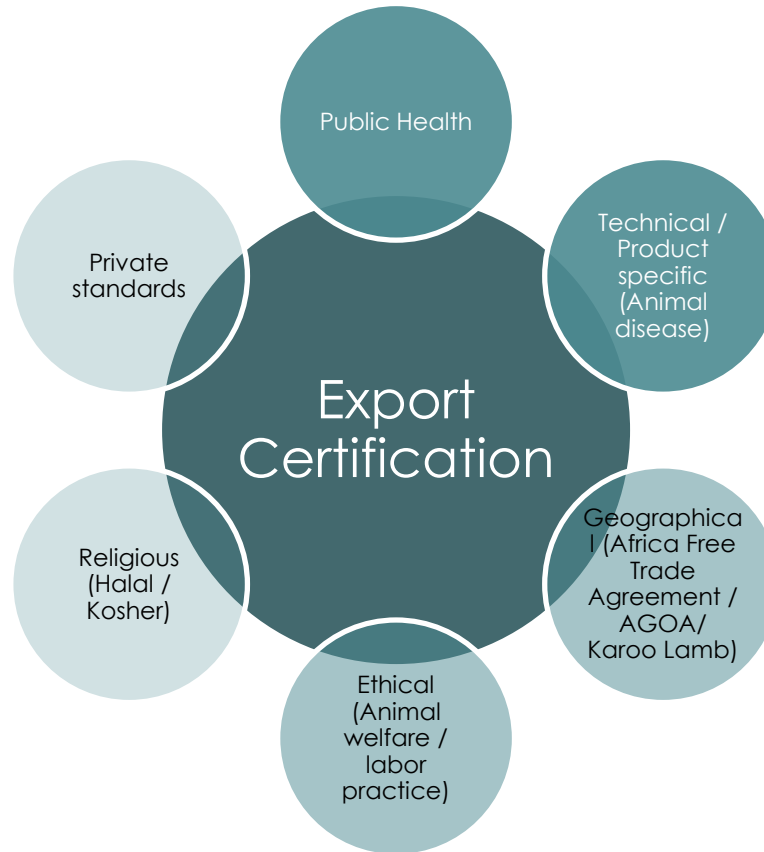 Public Health
Technical /
Product
specific
(Animal
disease)
Geographica
l (Africa Free
Trade
Agreement /
AGOA/
Karoo Lamb)
Ethical
(Animal
welfare /
labor
practice)
Religious
(Halal /
Kosher)
Private
standards
Export
Certification